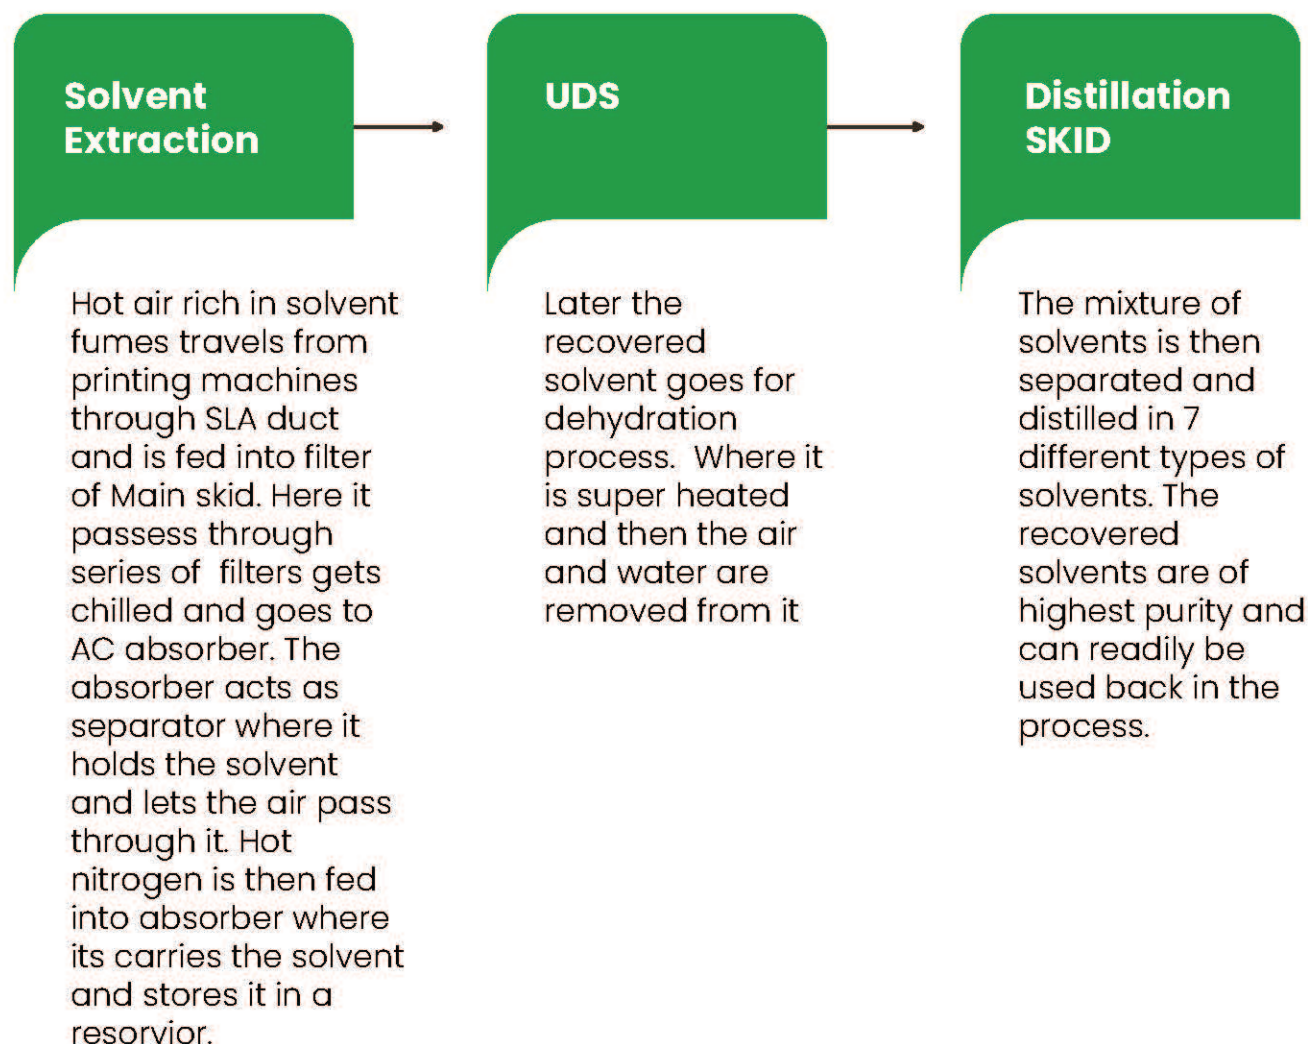 Solvent
Extraction
Hot air rich in solvent
fumes travels from
printing machines
through SLA duct
and is fed into filter
of Main skid. Here it
passess through
series of  filters gets
chilled and goes to
AC absorber. The
absorber acts as
separator where it
holds the solvent
and lets the air pass
through it. Hot
nitrogen is then fed
into absorber where
its carries the solvent
and stores it in a
resorvior.
UDS
Later the
recovered
solvent goes for
dehydration
process.  Where it
is super heated
and then the air
and water are
removed from it
Distillation
SKID
The mixture of
solvents is then
separated and
distilled in 7
different types of
solvents. The
recovered
solvents are of
highest purity and
can readily be
used back in the
process.